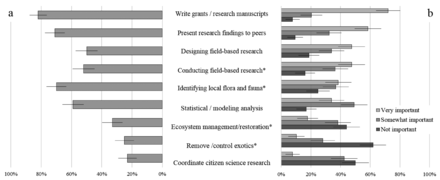 a
b
Write grants / research manuscripts
Present research findings to peers
Designing field-based research
Conducting field-based research*
Identifying local flora and fauna*
Statistical / modeling analysis
Ecosystem management/restoration*
Remove /control exotics*
Coordinate citizen science research
Very important
Somewhat important
Not important
100% 80% 60% 40% 20% 0%
0% 20% 40% 60% 80% 100%